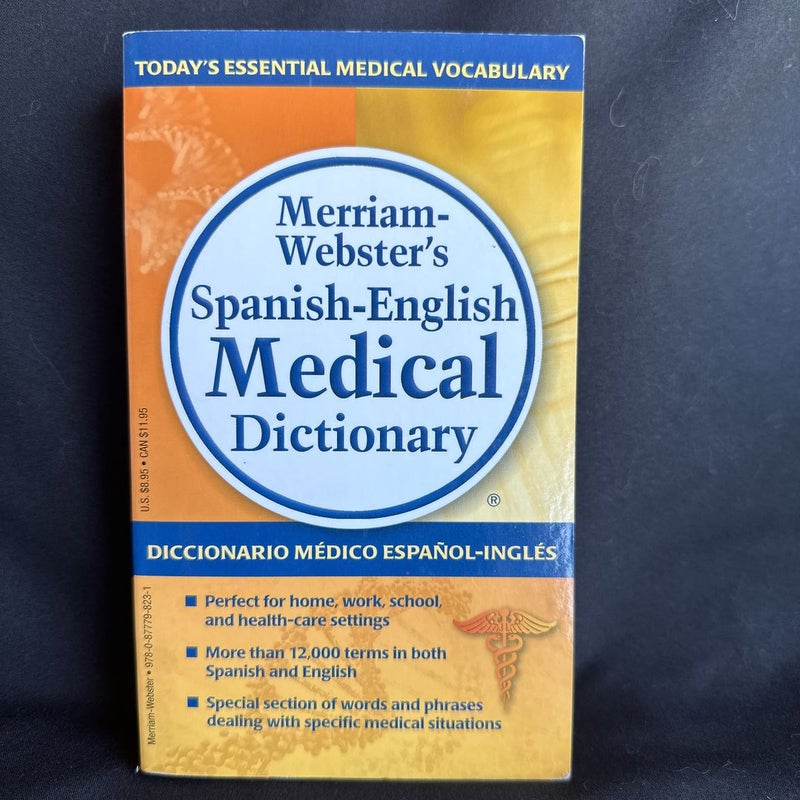 TODAY'S ESSENTIAL MEDICAL VOCABULARY
Merriam-
Webster's
Spanish-English
Medical
Dictionary
®
U.S. $8.95 • CAN $11.95
DICCIONARIO MÉDICO ESPAÑOL-INGLÉS
■ Perfect for home, work, school,
and health-care settings
■ More than 12,000 terms in both
Spanish and English
■ Special section of words and phrases
dealing with specific medical situations
Merriam-Webster • 978-0-87779-823-1